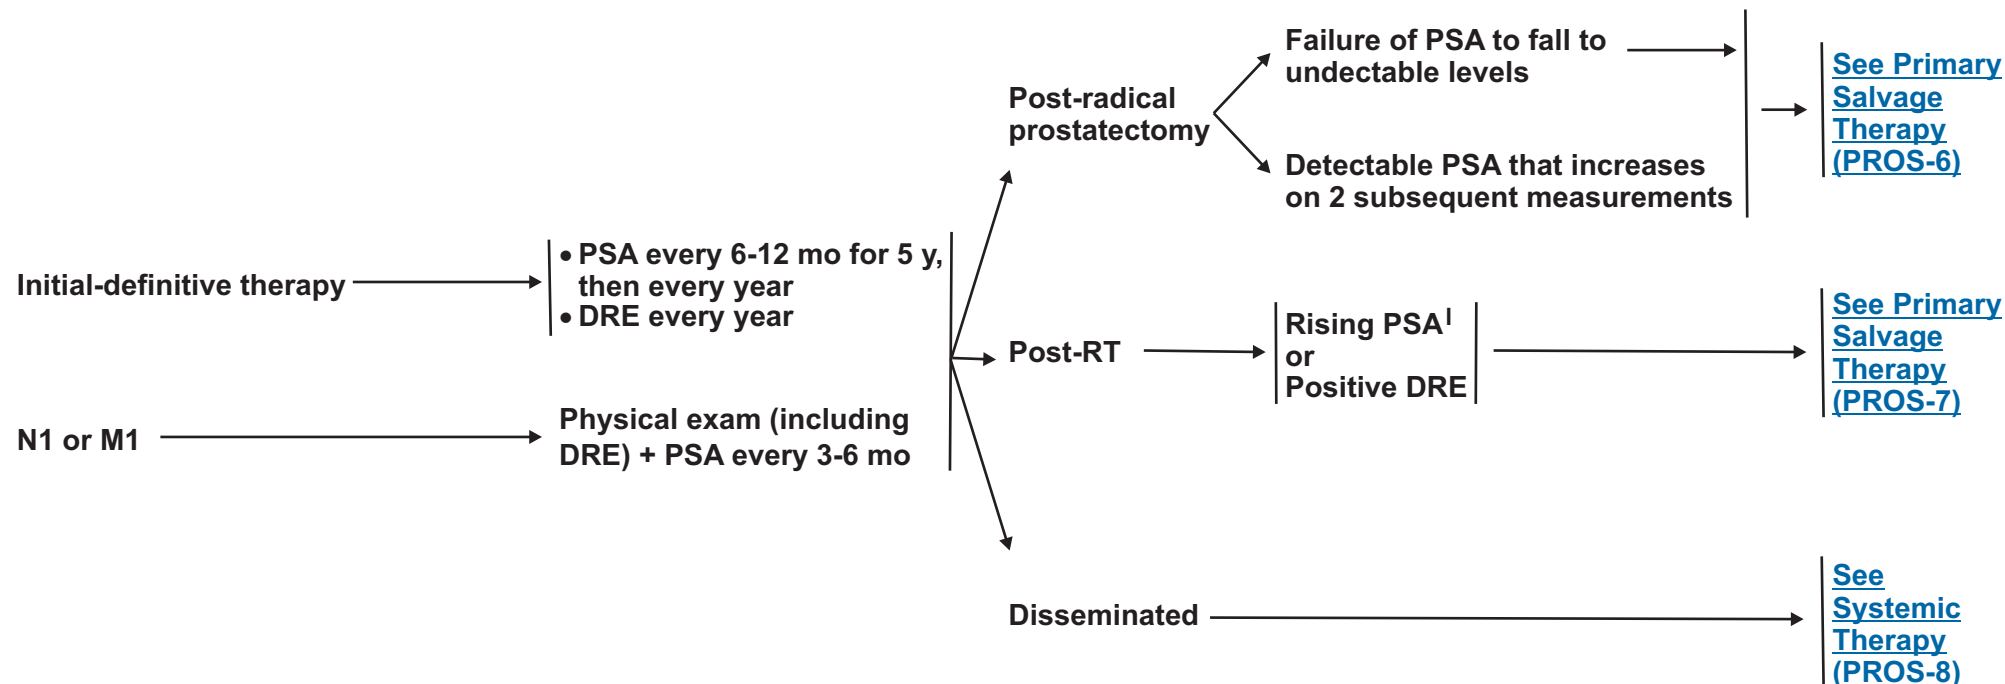 Initial-definitive therapy
• PSA every 6-12 mo for 5 y,
then every year
• DRE every year
N1 or M1
Physical exam (including
DRE) + PSA every 3-6 mo
Post-radical
prostatectomy
Failure of PSA to fall to
undectable levels
Detectable PSA that increases
on 2 subsequent measurements
See Primary
Salvage
Therapy
(PROS-6)
Post-RT
Rising PSAˡ
or
Positive DRE
See Primary
Salvage
Therapy
(PROS-7)
Disseminated
See
Systemic
Therapy
(PROS-8)